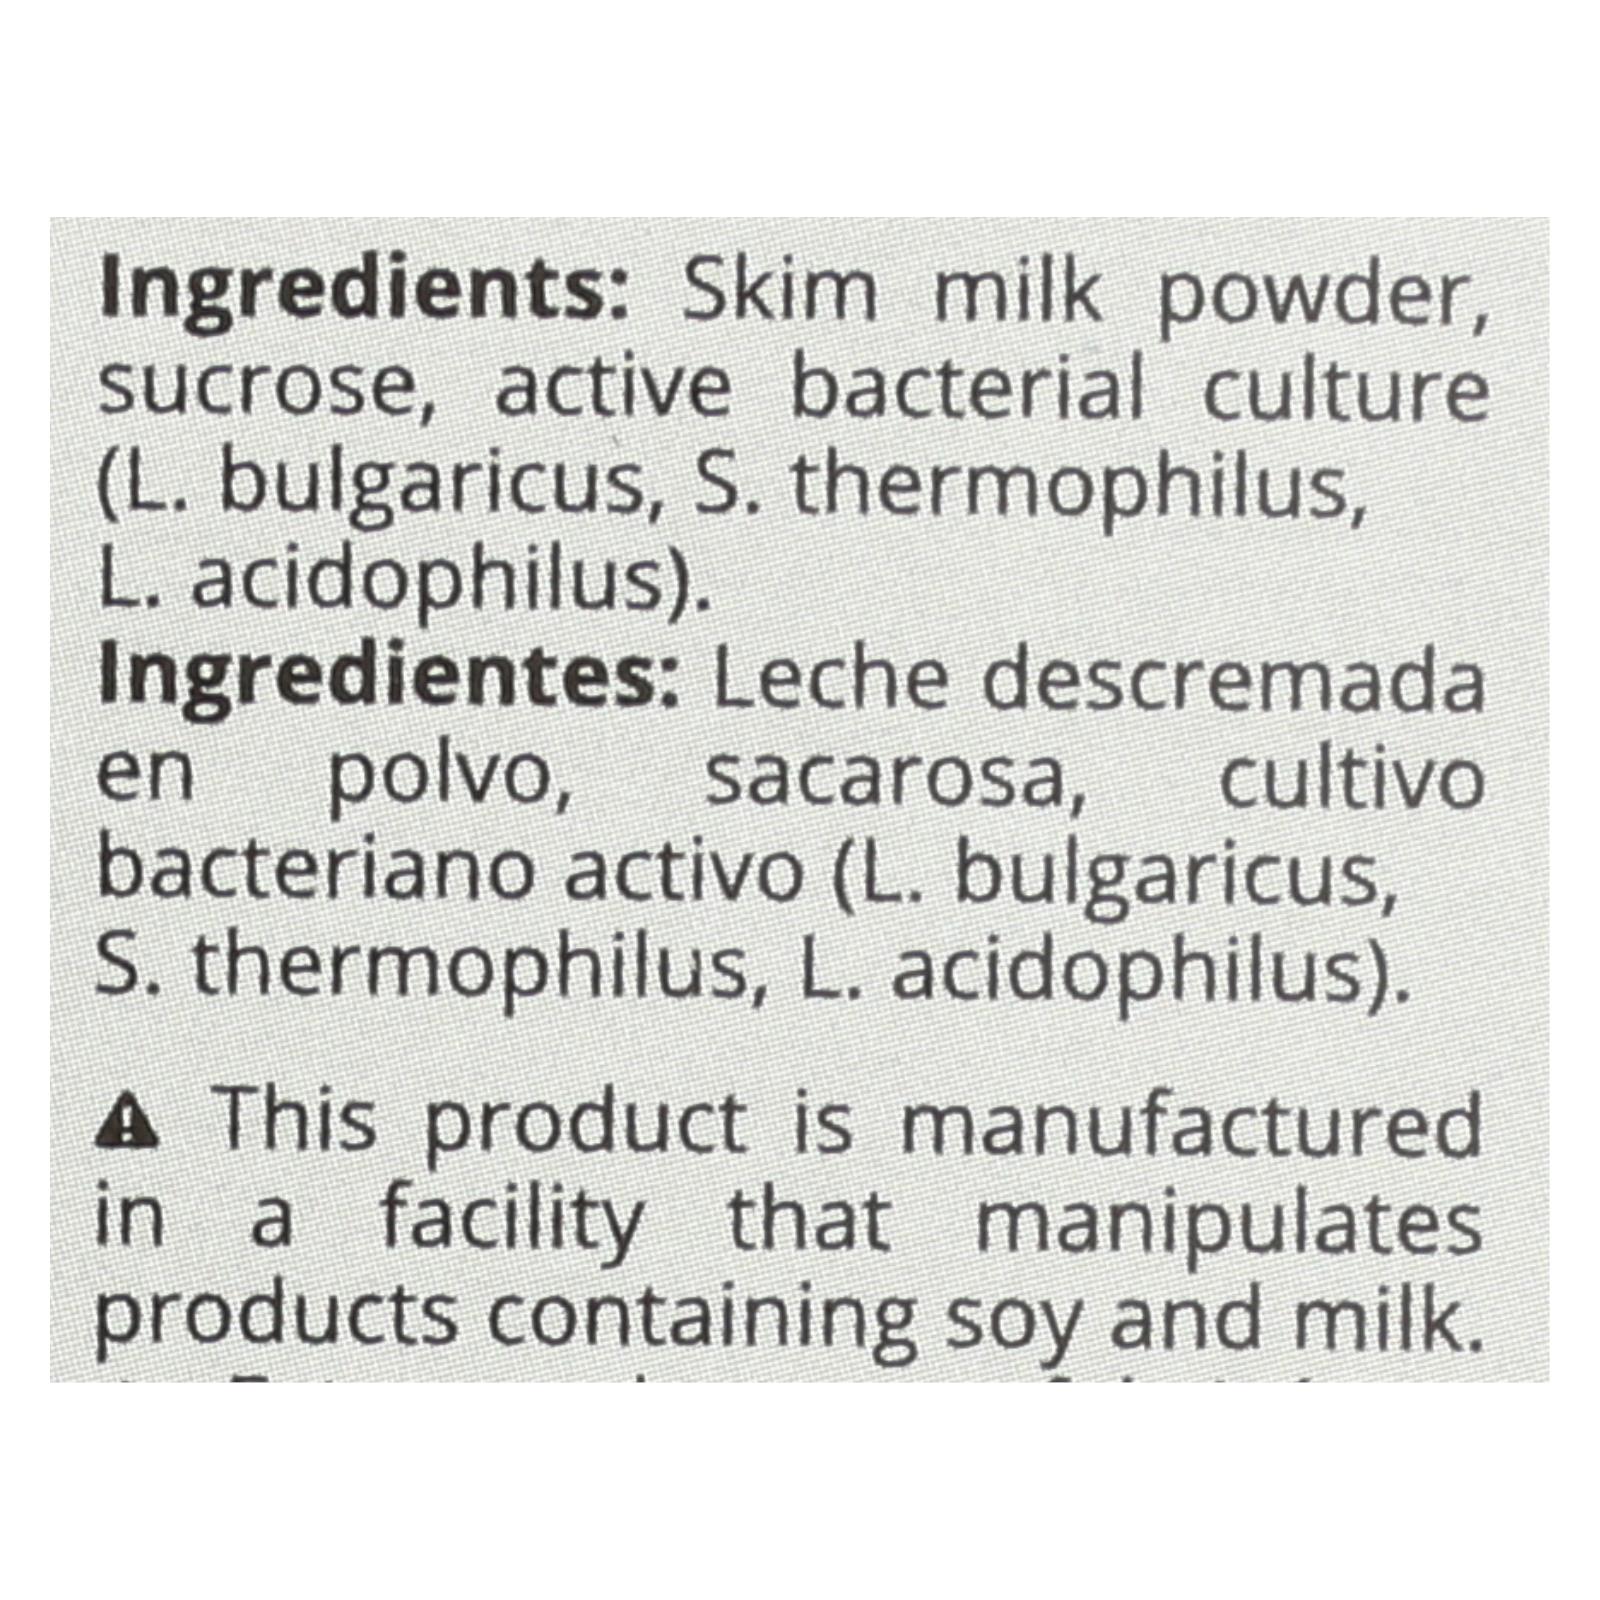 Ingredients: Skim milk powder,
sucrose, active bacterial culture
(L. bulgaricus, S. thermophilus,
L. acidophilus).
Ingredientes: Leche descremada
en polvo, sacarosa, cultivo
bacteriano activo (L. bulgaricus,
S. thermophilus, L. acidophilus).
⚠ This product is manufactured
in a facility that manipulates
products containing soy and milk.